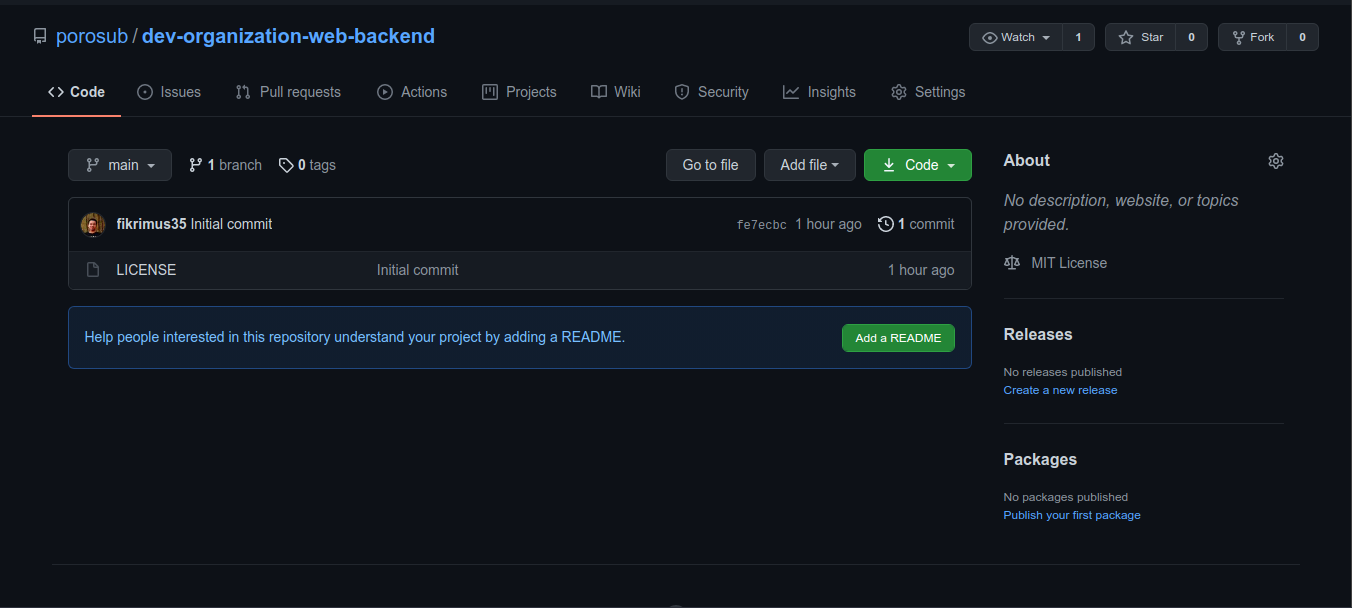 porosub / dev-organization-web-backend
Watch 1 Star 0 Fork 0
Code Issues Pull requests Actions Projects Wiki Security Insights Settings
main 1 branch 0 tags Go to file Add file Code
fikrimus35 Initial commit fe7ecbc 1 hour ago 1 commit
LICENSE Initial commit 1 hour ago
Help people interested in this repository understand your project by adding a README. Add a README
About
No description, website, or topics
provided.
MIT License
Releases
No releases published
Create a new release
Packages
No packages published
Publish your first package